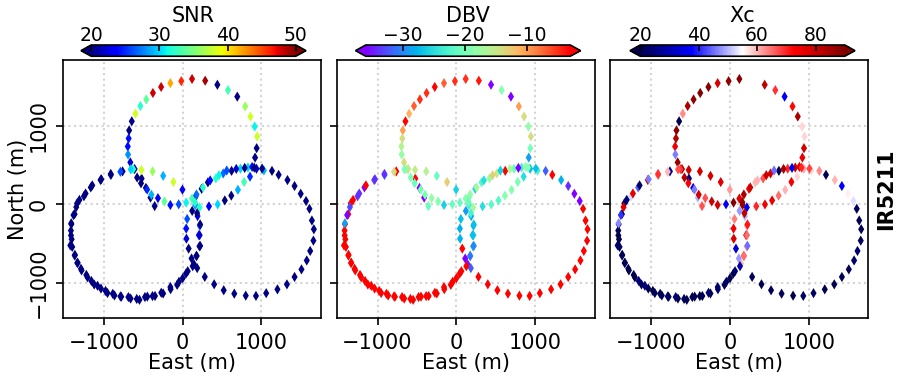 SNR DBV Xc
20 30 40 50 −30 −20 −10 20 40 60 80
North (m)
1000
0
−1000
IR5211
−1000 0 1000 −1000 0 1000 −1000 0 1000
East (m) East (m) East (m)